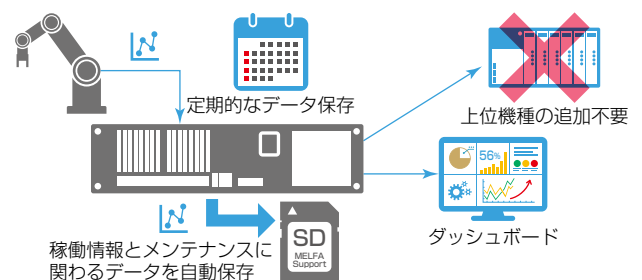 定期的なデータ保存
上位機種の追加不要
56%
ダッシュボード
稼働情報とメンテナンスに
関わるデータを自動保存
SD
MELFA
Support